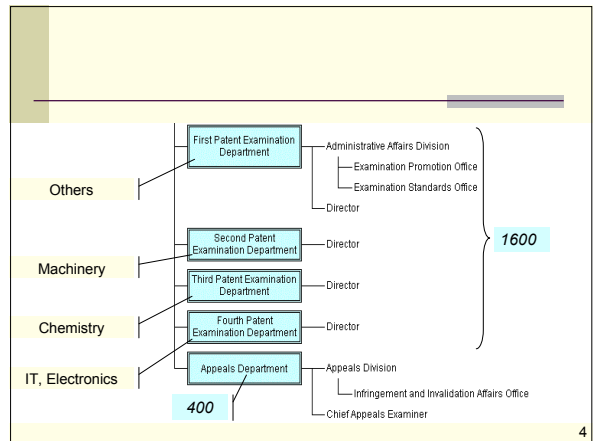 First Patent Examination
Department
Administrative Affairs Division
Examination Promotion Office
Examination Standards Office
Director
Others
Second Patent
Examination Department
Director
1600
Machinery
Third Patent Examination
Department
Director
Chemistry
Fourth Patent
Examination Department
Director
IT, Electronics
Appeals Department
Appeals Division
Infringement and Invalidation Affairs Office
Chief Appeals Examiner
400
4